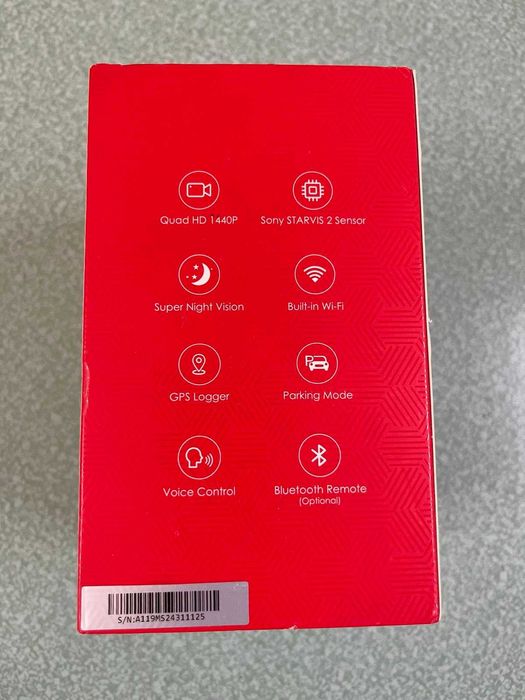 Quad HD 1440P
Sony STARVIS 2 Sensor
Super Night Vision
Built-in Wi-Fi
GPS Logger
P
Parking Mode
Voice Control
Bluetooth Remote
(Optional)
S/N:A119MS24311125